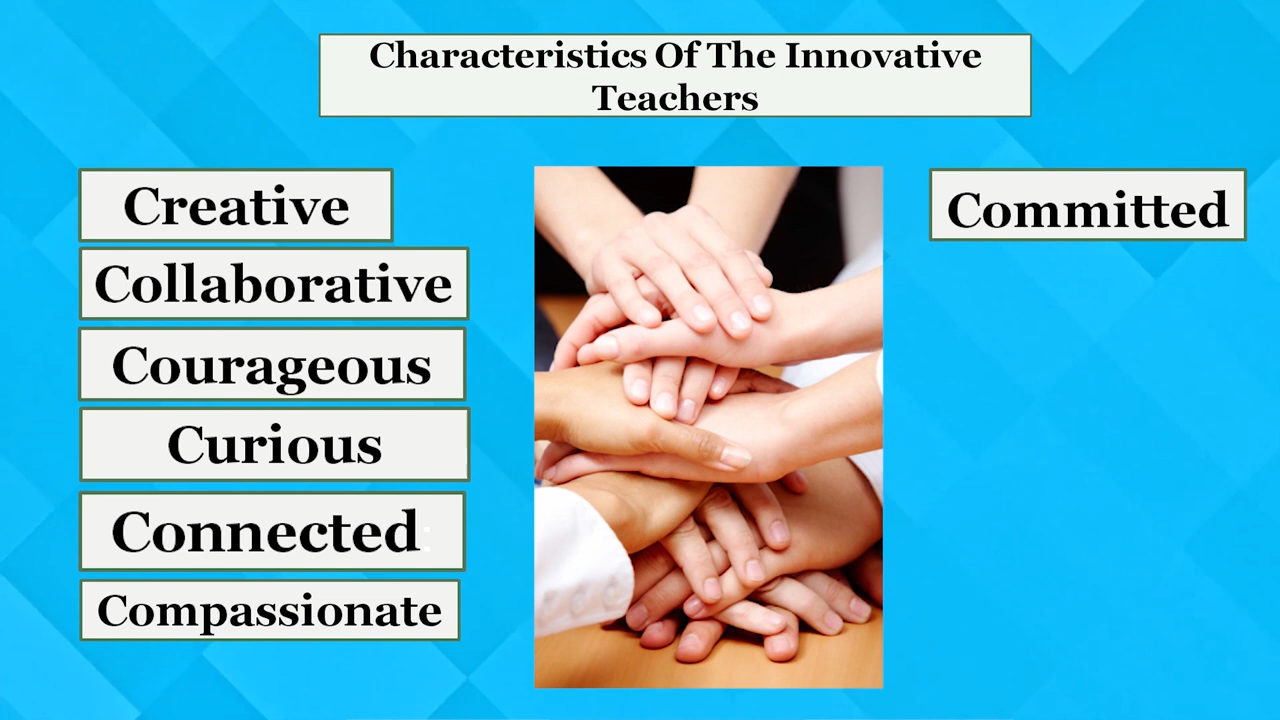 Characteristics Of The Innovative
Teachers
Creative
Collaborative
Courageous
Curious
Connected:
Compassionate
Committed